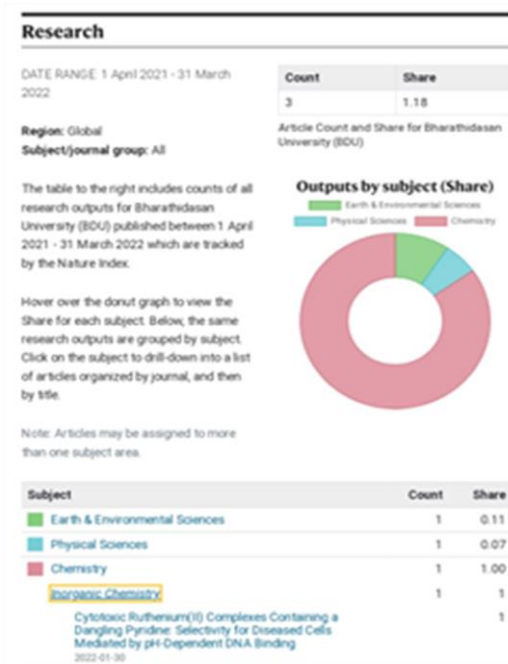 Research
DATE RANGE: 1 April 2021 - 31 March
2022
Region: Global
Subject/journal group: All
The table to the right includes counts of all
research outputs for Bharathidasan
University (BDU) published between 1 April
2021 - 31 March 2022 which are tracked
by the Nature Index.
Hover over the donut graph to view the
Share for each subject. Below, the same
research outputs are grouped by subject.
Click on the subject to drill-down into a list
of articles organized by journal, and then
by title.
Note: Articles may be assigned to more
than one subject area.
Count Share
3 1.18
Article Count and Share for Bharathidasan
University (BDU)
Outputs by subject (Share)
Earth & Environmental Sciences
Physical Sciences Chemistry
Subject Count Share
Earth & Environmental Sciences 1 0.11
Physical Sciences 1 0.07
Chemistry 1 1.00
Inorganic Chemistry 1 1
Cytotoxic Ruthenium(II) Complexes Containing a 1
Dangling Pyridine: Selectivity for Diseased Cells
Mediated by pH-Dependent DNA Binding
2022-01-30